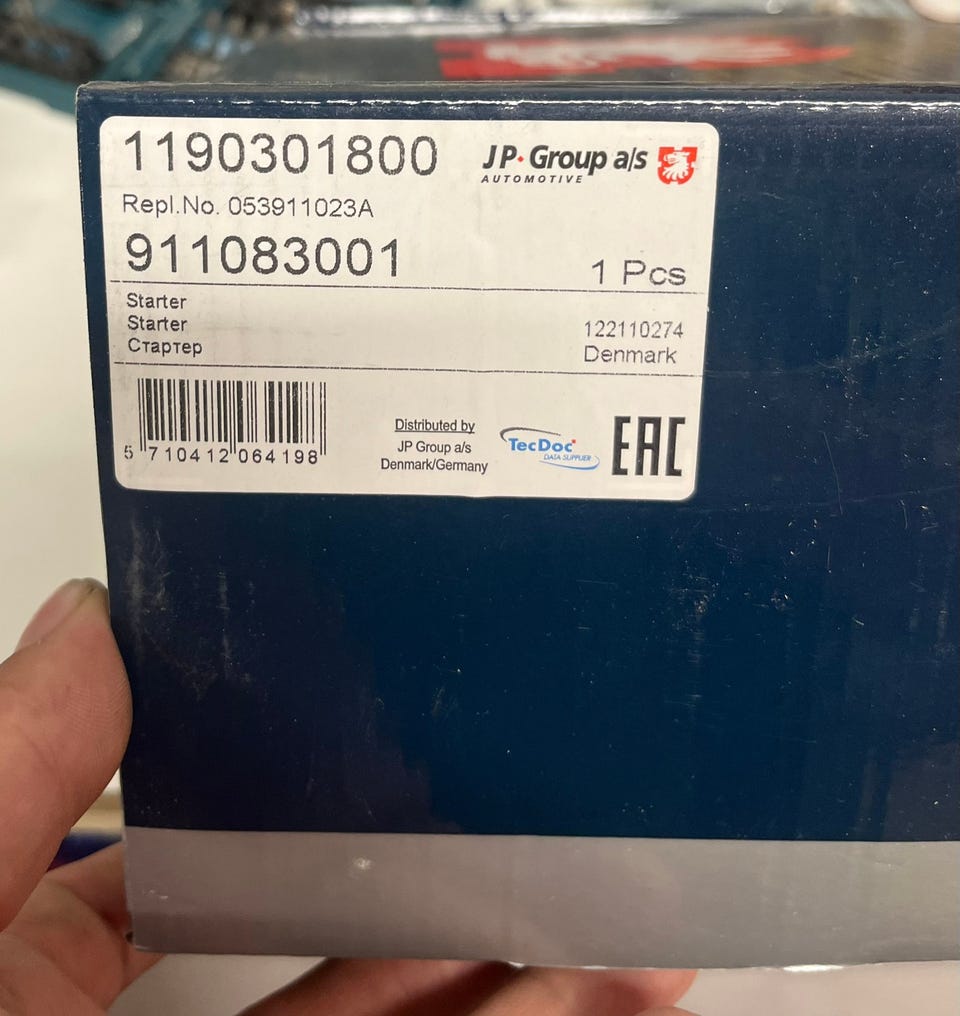 1190301800
JP Group a/s
AUTOMOTIVE
Repl.No. 053911023A
911083001
1 Pcs
Starter
Starter
Стартер
122110274
Denmark
5 710412 064198
Distributed by
JP Group a/s
Denmark/Germany
TecDoc
DATA SUPPLIER
EAC